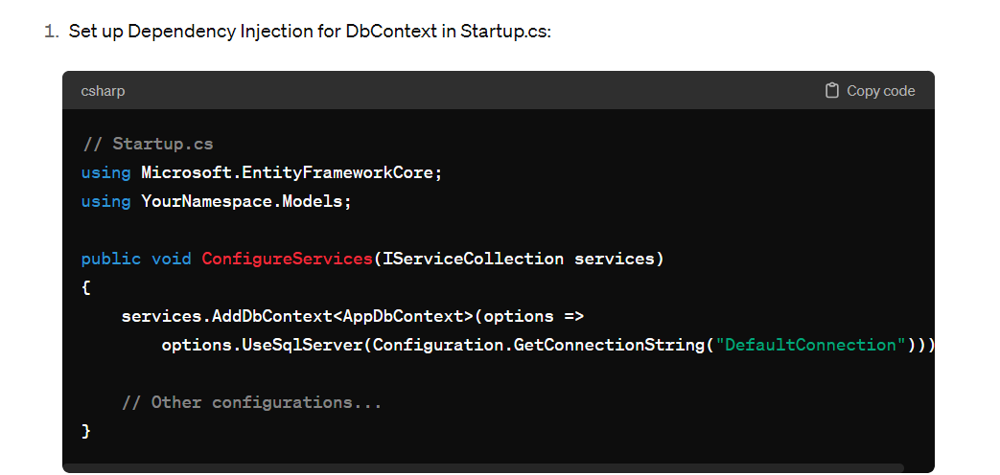 1. Set up Dependency Injection for DbContext in Startup.cs:
csharp
Copy code
// Startup.cs
using Microsoft.EntityFrameworkCore;
using YourNamespace.Models;
public void ConfigureServices(IServiceCollection services)
{
    services.AddDbContext<AppDbContext>(options =>
        options.UseSqlServer(Configuration.GetConnectionString("DefaultConnection")))
    // Other configurations...
}